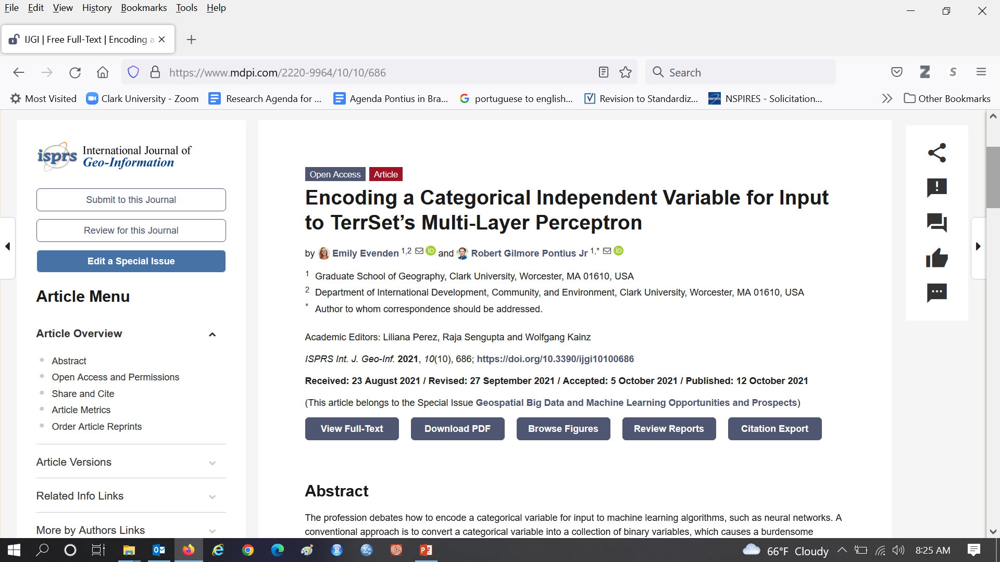 File Edit View History Bookmarks Tools Help
IJGI | Free Full-Text | Encoding a
https://www.mdpi.com/2220-9964/10/10/686
Search
Most Visited
Clark University - Zoom
Research Agenda for ...
Agenda Pontius in Bra...
portuguese to english...
Revision to Standardiz...
NSPIRES - Solicitation...
Other Bookmarks
isprs International Journal of
Geo-Information
Submit to this Journal
Review for this Journal
Edit a Special Issue
Article Menu
Article Overview
Abstract
Open Access and Permissions
Share and Cite
Article Metrics
Order Article Reprints
Article Versions
Related Info Links
More by Authors Links
Open Access Article
Encoding a Categorical Independent Variable for Input
to TerrSet’s Multi-Layer Perceptron
by Emily Evenden 1,2 and Robert Gilmore Pontius Jr 1,*
1 Graduate School of Geography, Clark University, Worcester, MA 01610, USA
2 Department of International Development, Community, and Environment, Clark University, Worcester, MA 01610, USA
* Author to whom correspondence should be addressed.
Academic Editors: Liliana Perez, Raja Sengupta and Wolfgang Kainz
ISPRS Int. J. Geo-Inf. 2021, 10(10), 686; https://doi.org/10.3390/ijgi10100686
Received: 23 August 2021 / Revised: 27 September 2021 / Accepted: 5 October 2021 / Published: 12 October 2021
(This article belongs to the Special Issue Geospatial Big Data and Machine Learning Opportunities and Prospects)
View Full-Text
Download PDF
Browse Figures
Review Reports
Citation Export
Abstract
The profession debates how to encode a categorical variable for input to machine learning algorithms, such as neural networks. A
conventional approach is to convert a categorical variable into a collection of binary variables, which causes a burdensome
66°F Cloudy
8:25 AM